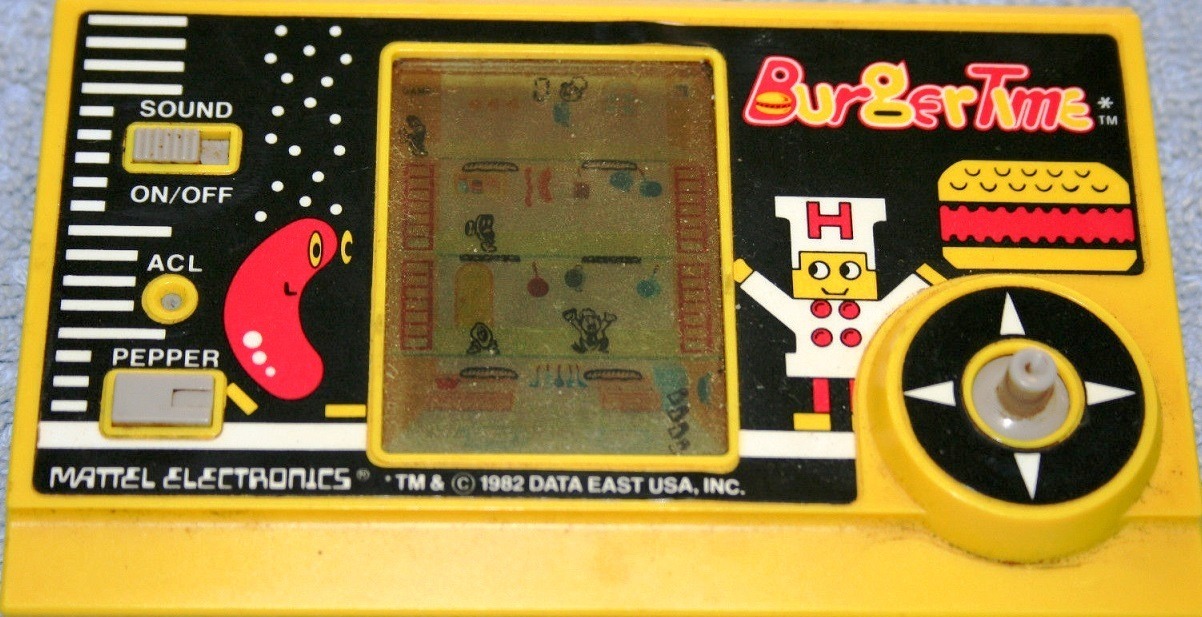 BurgerTime*™
SOUND
ON/OFF
ACL
PEPPER
H
MATTEL ELECTRONICS®
*TM & © 1982 DATA EAST USA, INC.